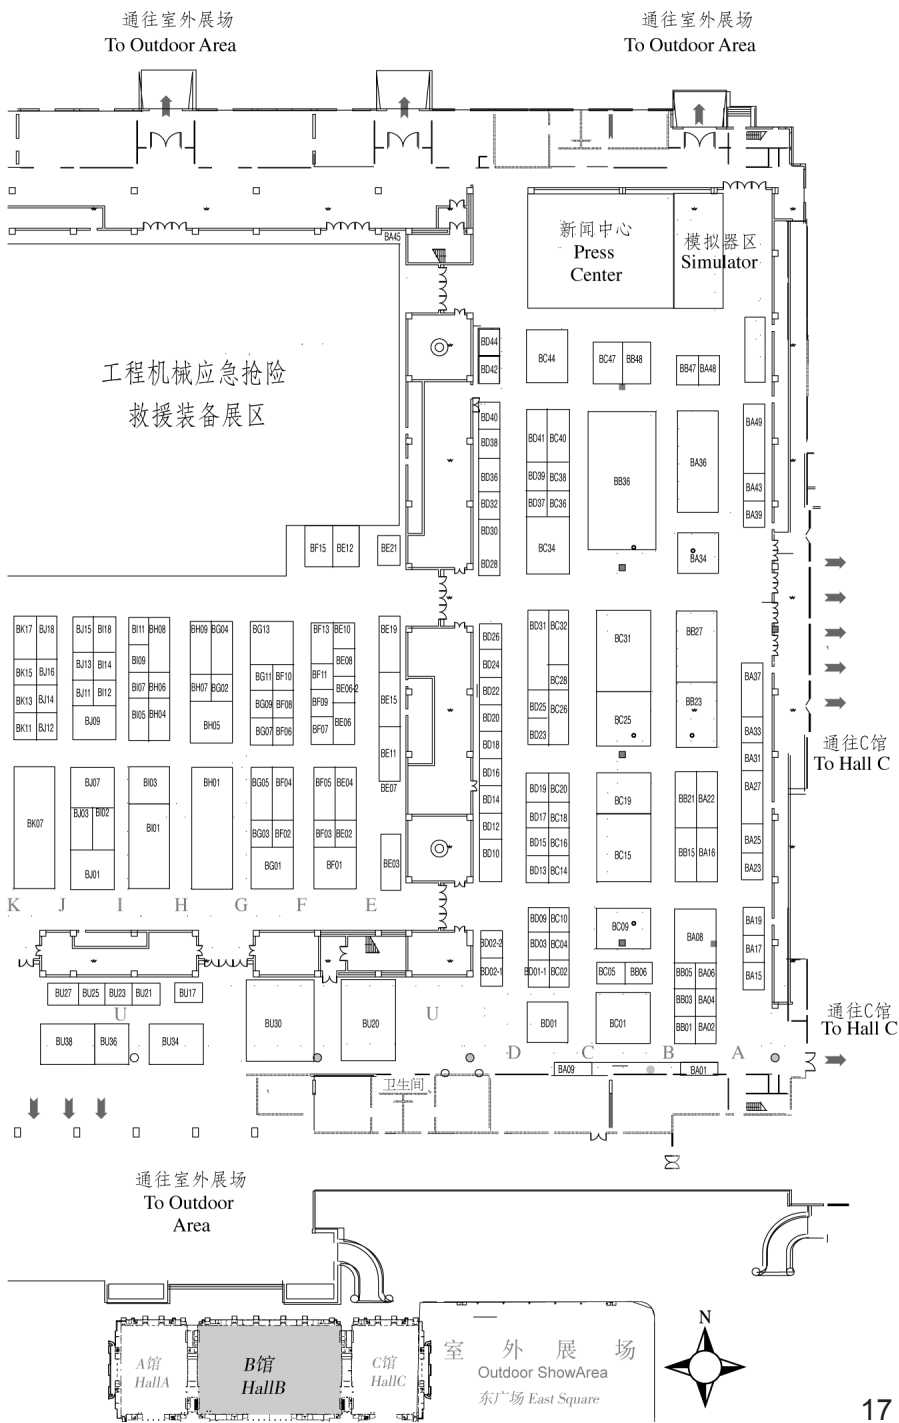 通往室外展场
To Outdoor Area
通往室外展场
To Outdoor Area
BA45
新闻中心
Press
Center
模拟器区
Simulator
工程机械应急抢险
救援装备展区
BD44
BD42
BC44
BC47 BB48
BB47 BA48
BD40
BD38
BD36
BD32
BD30
BD28
BD41 BC40
BD39 BC38
BD37 BC36
BC34
BB36
BA36
BA34
BA49
BA43
BA39
BF15 BE12
BE21
BK17 BJ18
BK15 BJ16
BK13 BJ14
BK11 BJ12
BJ15 BI18
BJ13 BI14
BJ11 BI12
BJ09
BI11 BH08
BI09
BI07 BH06
BI05 BH04
BH09 BG04
BH07 BG02
BH05
BG13
BG11 BF10
BG09 BF08
BG07 BF06
BF13 BE10
BE08
BF11
BE06-2
BF09
BF07 BE06
BE19
BE15
BE11
BE07
BE03
BD26
BD24
BD22
BD20
BD18
BD16
BD14
BD12
BD10
BD31 BC32
BC28
BD25 BC26
BD23
BC31
BC25
BB27
BB23
BA37
BA33
BA31
BA27
BA25
BA23
通往C馆
To Hall C
BK07
BJ07
BJ03 BI02
BJ01
BI03
BI01
BH01
BG05 BF04
BG03 BF02
BG01
BF05 BE04
BF03 BE02
BF01
BD19 BC20
BD17 BC18
BD15 BC16
BD13 BC14
BC19
BC15
BB21 BA22
BB15 BA16
K J I H G F E
BD02-2
BD02-1
BD09 BC10
BD03 BC04
BD01-1 BC02
BC09
BC05 BB06
BA08
BB05 BA06
BB03 BA04
BB01 BA02
BA19
BA17
BA15
BU27 BU25 BU23 BU21 BU17
U
BU38 BU36 BU34
BU30
BU20
U
BD01
BC01
通往C馆
To Hall C
D C B A
BA09
BA01
卫生间
通往室外展场
To Outdoor
Area
A馆
HallA
B馆
HallB
C馆
HallC
室外展场
Outdoor ShowArea
东广场 East Square
N
17